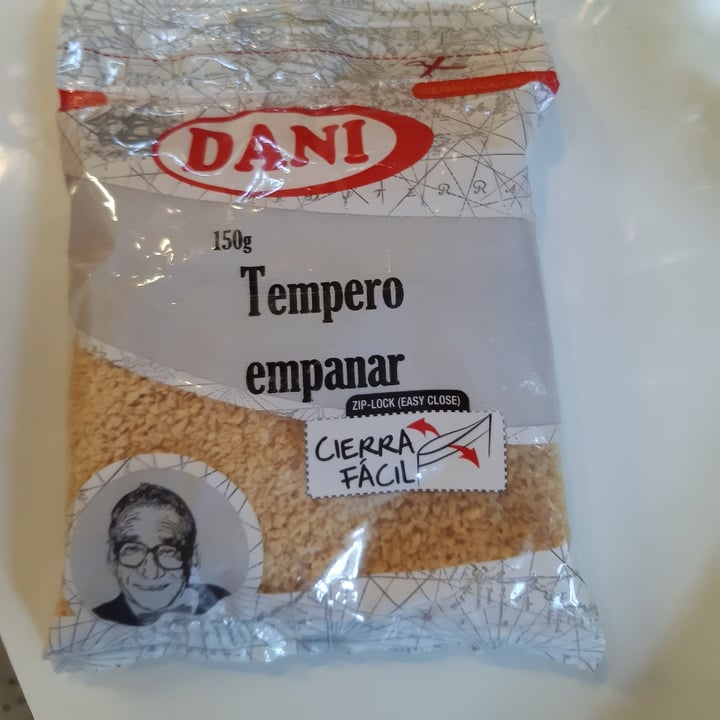 DANI
150g
Tempero
empanar
ZIP-LOCK (EASY CLOSE)
CIERRA
FÁCIL